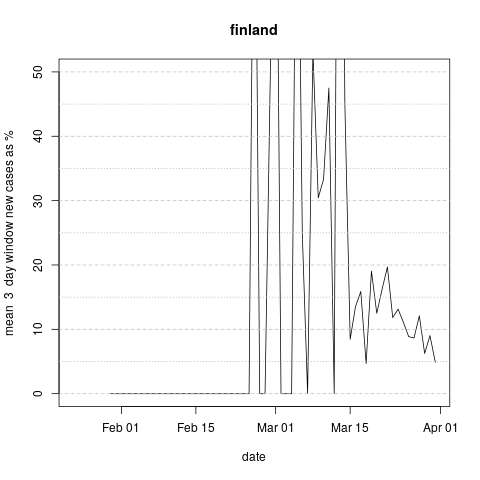 finland
mean  3  day window new cases as %
50
40
30
20
10
0
Feb 01
Feb 15
Mar 01
Mar 15
Apr 01
date